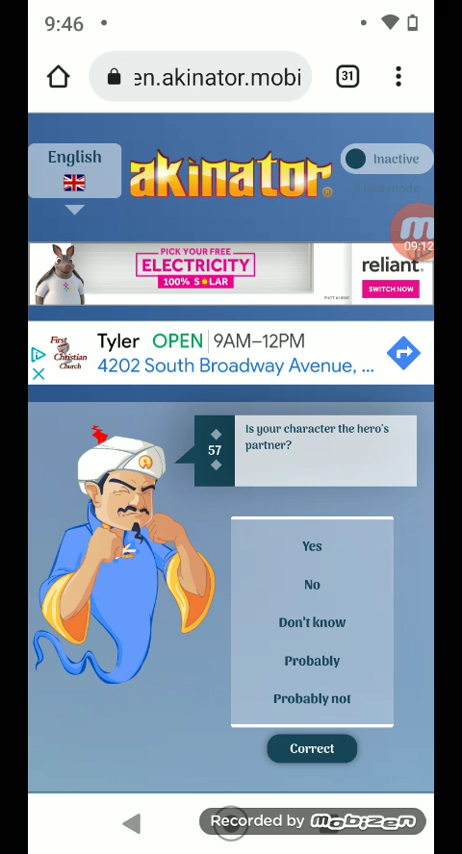 9:46
en.akinator.mobi
31
English
akinator
Inactive
09:12
PICK YOUR FREE
ELECTRICITY
100% SOLAR
reliant
SWITCH NOW
First
Christian
Church
Tyler OPEN 9AM–12PM
4202 South Broadway Avenue, ...
57
Is your character the hero's
partner?
Yes
No
Don't know
Probably
Probably not
Correct
Recorded by mobizen